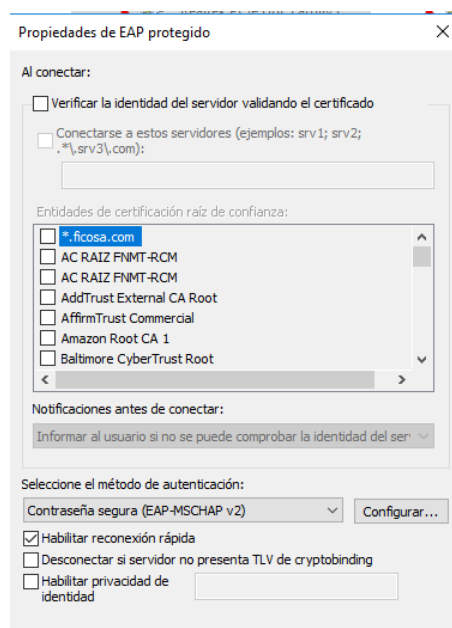 Propiedades de EAP protegido
Al conectar:
Verificar la identidad del servidor validando el certificado
Conectarse a estos servidores (ejemplos: srv1; srv2;
.*\.srv3\.com):
Entidades de certificación raíz de confianza:
*.ficosa.com
AC RAIZ FNMT-RCM
AC RAIZ FNMT-RCM
AddTrust External CA Root
AffirmTrust Commercial
Amazon Root CA 1
Baltimore CyberTrust Root
Notificaciones antes de conectar:
Informar al usuario si no se puede comprobar la identidad del ser
Seleccione el método de autenticación:
Contraseña segura (EAP-MSCHAP v2)
Configurar...
Habilitar reconexión rápida
Desconectar si servidor no presenta TLV de cryptobinding
Habilitar privacidad de
identidad